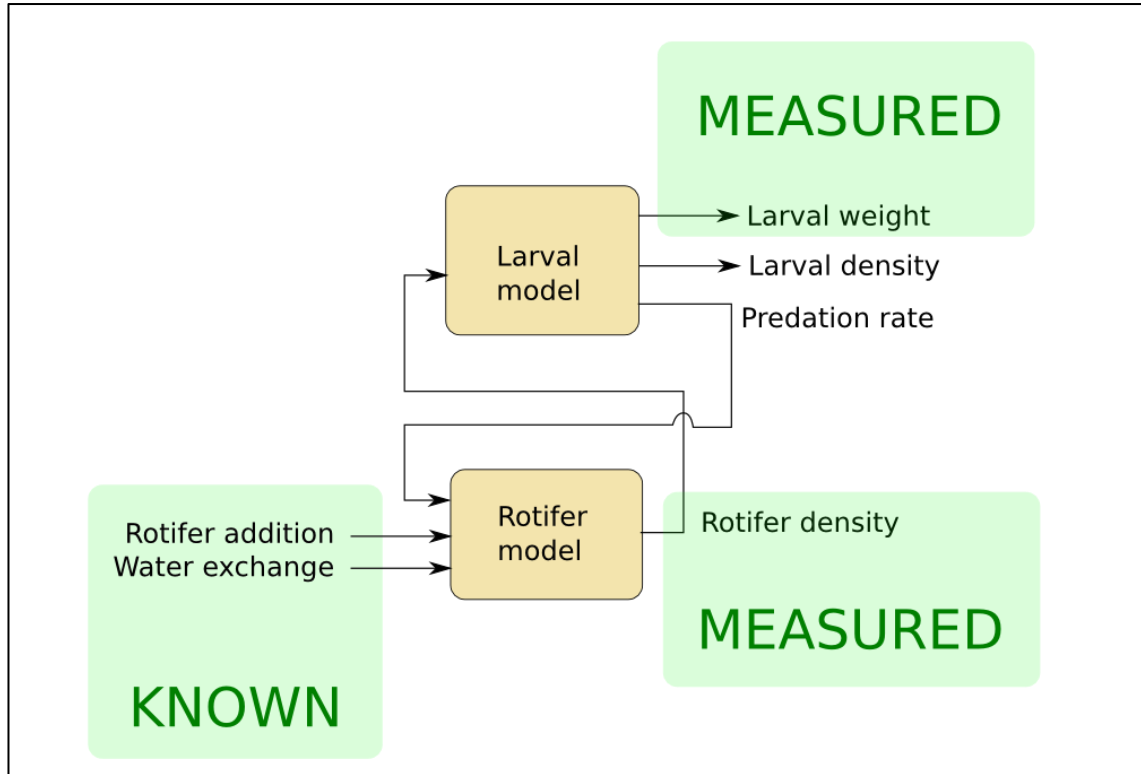 MEASURED
Larval weight
Larval
model
Larval density
Predation rate
Rotifer addition
Water exchange
Rotifer
model
Rotifer density
MEASURED
KNOWN